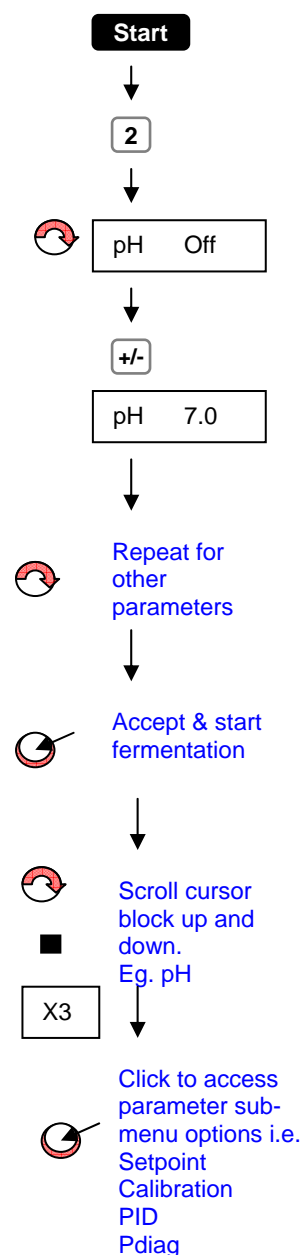 Start
2
pH Off
+/-
pH 7.0
Repeat for
other
parameters
Accept & start
fermentation
Scroll cursor
block up and
down.
Eg. pH
X3
Click to access
parameter sub-
menu options i.e.
Setpoint
Calibration
PID
Pdiag